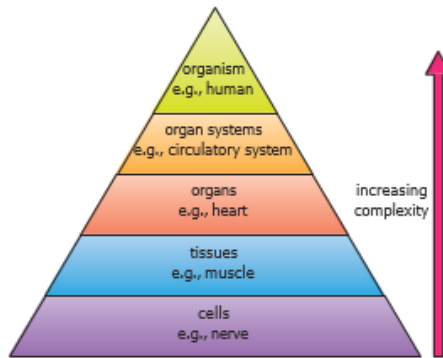 organism
e.g., human
organ systems
e.g., circulatory system
organs
e.g., heart
increasing
complexity
tissues
e.g., muscle
cells
e.g., nerve